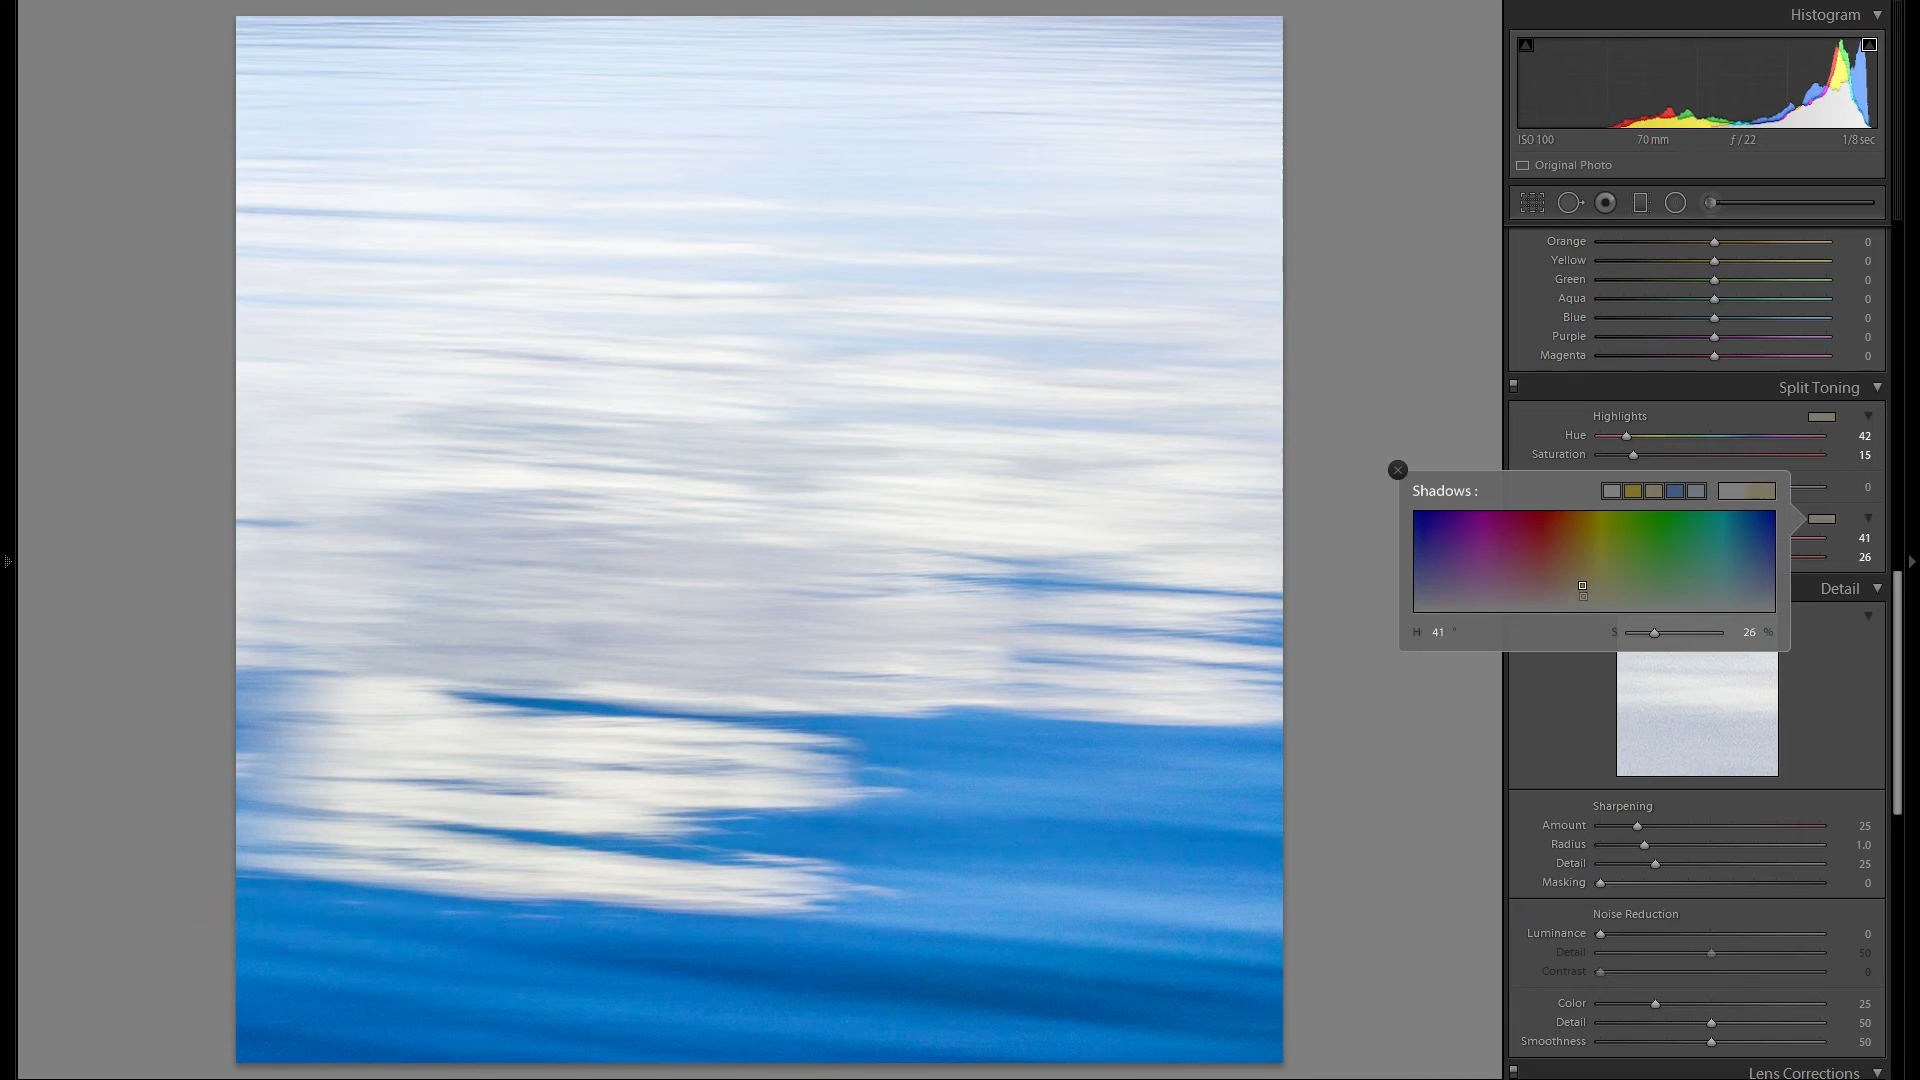 Histogram
ISO 100 70 mm ƒ / 22 1/8 sec
Original Photo
Orange 0
Yellow 0
Green 0
Aqua 0
Blue 0
Purple 0
Magenta 0
Split Toning
Highlights
Hue 42
Saturation 15
0
Shadows :
41
26
H 41 ° S 26 %
Detail
Sharpening
Amount 25
Radius 1.0
Detail 25
Masking 0
Noise Reduction
Luminance 0
Detail 50
Contrast 0
Color 25
Detail 50
Smoothness 50
Lens Corrections